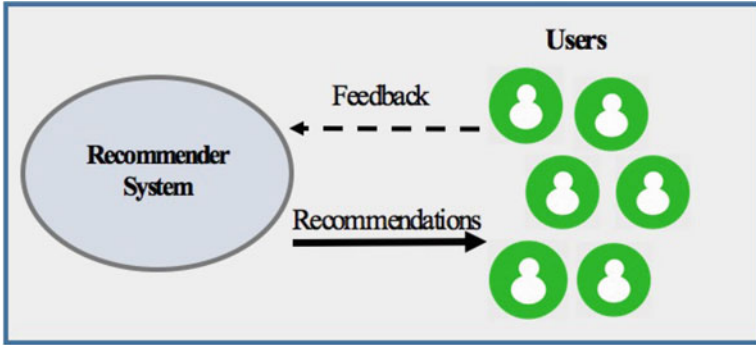 Users
Feedback
Recommender
System
Recommendations